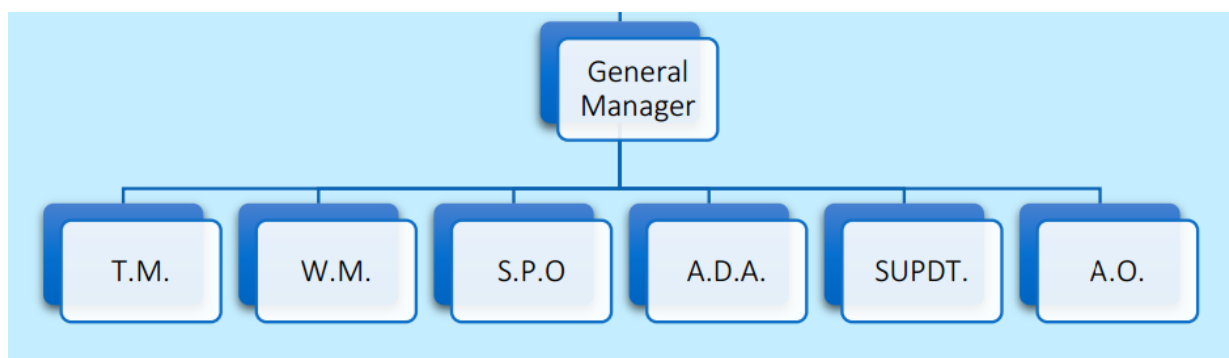 General
Manager
T.M.
W.M.
S.P.O
A.D.A.
SUPDT.
A.O.